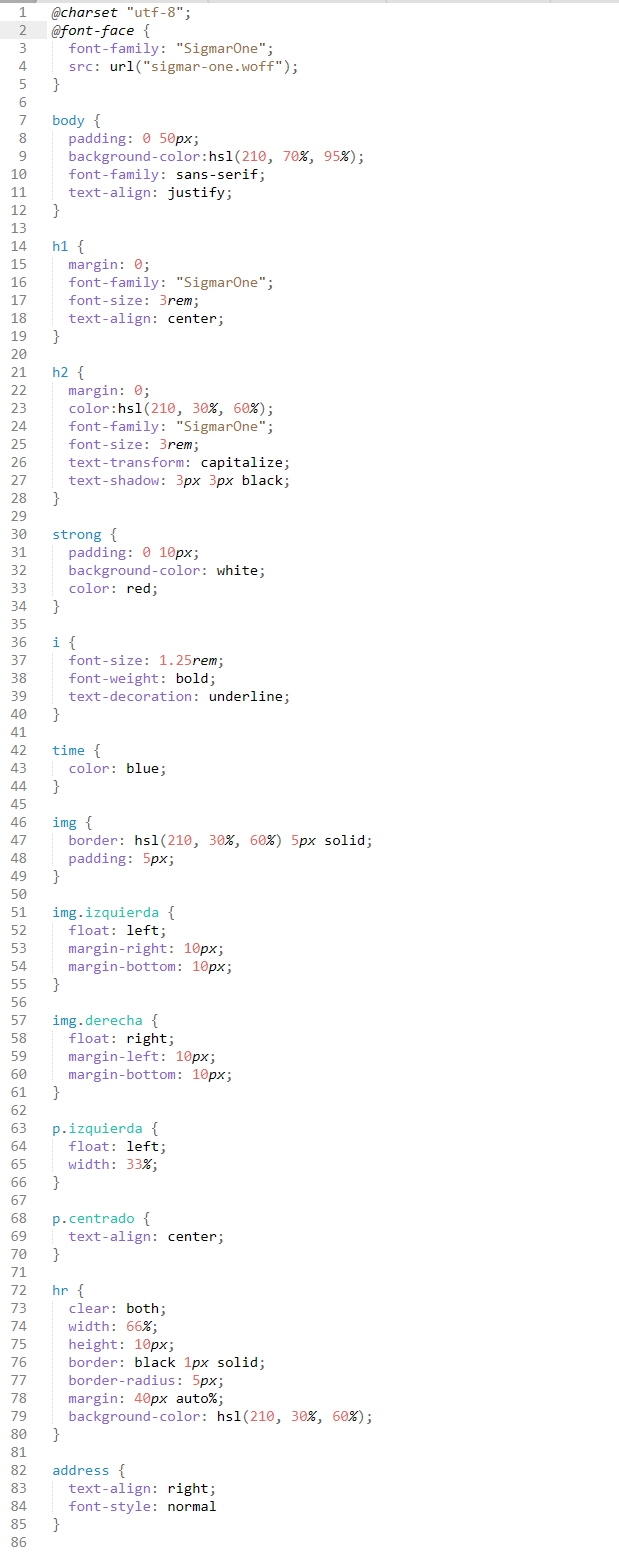 1 @charset "utf-8";
2 @font-face {
3 font-family: "SigmarOne";
4 src: url("sigmar-one.woff");
5 }
6
7 body {
8 padding: 0 50px;
9 background-color:hsl(210, 70%, 95%);
10 font-family: sans-serif;
11 text-align: justify;
12 }
13
14 h1 {
15 margin: 0;
16 font-family: "SigmarOne";
17 font-size: 3rem;
18 text-align: center;
19 }
20
21 h2 {
22 margin: 0;
23 color:hsl(210, 30%, 60%);
24 font-family: "SigmarOne";
25 font-size: 3rem;
26 text-transform: capitalize;
27 text-shadow: 3px 3px black;
28 }
29
30 strong {
31 padding: 0 10px;
32 background-color: white;
33 color: red;
34 }
35
36 i {
37 font-size: 1.25rem;
38 font-weight: bold;
39 text-decoration: underline;
40 }
41
42 time {
43 color: blue;
44 }
45
46 img {
47 border: hsl(210, 30%, 60%) 5px solid;
48 padding: 5px;
49 }
50
51 img.izquierda {
52 float: left;
53 margin-right: 10px;
54 margin-bottom: 10px;
55 }
56
57 img.derecha {
58 float: right;
59 margin-left: 10px;
60 margin-bottom: 10px;
61 }
62
63 p.izquierda {
64 float: left;
65 width: 33%;
66 }
67
68 p.centrado {
69 text-align: center;
70 }
71
72 hr {
73 clear: both;
74 width: 66%;
75 height: 10px;
76 border: black 1px solid;
77 border-radius: 5px;
78 margin: 40px auto%;
79 background-color: hsl(210, 30%, 60%);
80 }
81
82 address {
83 text-align: right;
84 font-style: normal
85 }
86